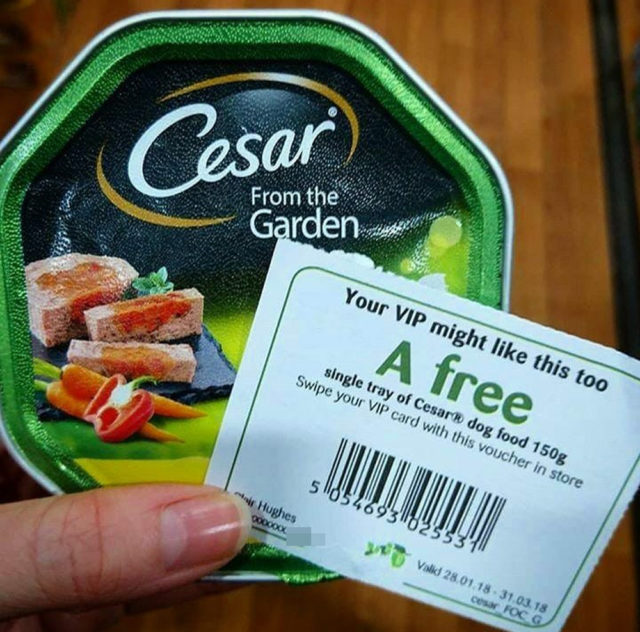 Cesar®
From the
Garden
Your VIP might like this too
A free
single tray of Cesar® dog food 150g
Swipe your VIP card with this voucher in store
5 054693 025531
Hughes
Valid 28.01.18 - 31.03.18
Cesar FOC G